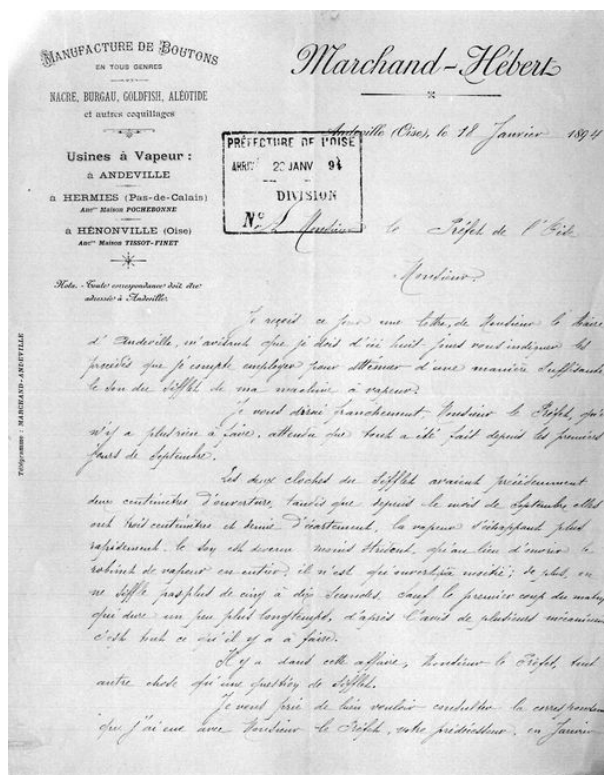 MANUFACTURE DE BOUTONS
EN TOUS GENRES
NACRE, BURGAU, GOLDFISH, ALÉOTIDE
et autres coquillages
Usines à Vapeur :
à ANDEVILLE
à HERMIES (Pas-de-Calais)
Ancne Maison POCHEBONNE
à HÉNONVILLE (Oise)
Ancne Maison TISSOT-FINET
Nota. - Toute correspondance doit être
adressée à Andeville.
Télégramme : MARCHAND-ANDEVILLE
Marchand-Hébert
Andeville (Oise), le 18 Janvier 1894
PRÉFECTURE DE L'OISE
ARRIV 20 JANV 94
DIVISION
N°
A Monsieur le Préfet de l'Oise
Monsieur,
Je reçois ce jour une lettre, de Monsieur le Maire
d'Andeville, m'avisant que je dois d'ici huit jours vous indiquer les
procédés que je compte employer pour atténuer d'une manière suffisante
le son du sifflet de ma machine à vapeur.
Je vous dirai franchement, Monsieur le Préfet, qu'il
n'y a plus rien à faire, attendu que tout a été fait depuis les premiers
jours de Septembre.
Les deux cloches du sifflet avaient précédemment
deux centimètres d'ouverture, tandis que depuis le mois de Septembre elles
ont trois centimètres et demie d'écartement, la vapeur s'échappant plus
rapidement, le son est devenu moins strident, qu'au lieu d'ouvrir le
robinet de vapeur en entier, il n'est qu'ouvert à moitié ; de plus, on
ne siffle pas plus de cinq à dix secondes. Sauf le premier coup du matin
qui dure un peu plus longtemps, d'après l'avis de plusieurs mécaniciens
c'est tout ce qu'il y a à faire.
Il y a dans cette affaire, Monsieur le Préfet, tout
autre chose qu'une question de sifflet.
Je vous prie de bien vouloir consulter la correspondance
que j'ai eue avec Monsieur le Préfet, votre prédécesseur, en Janvier